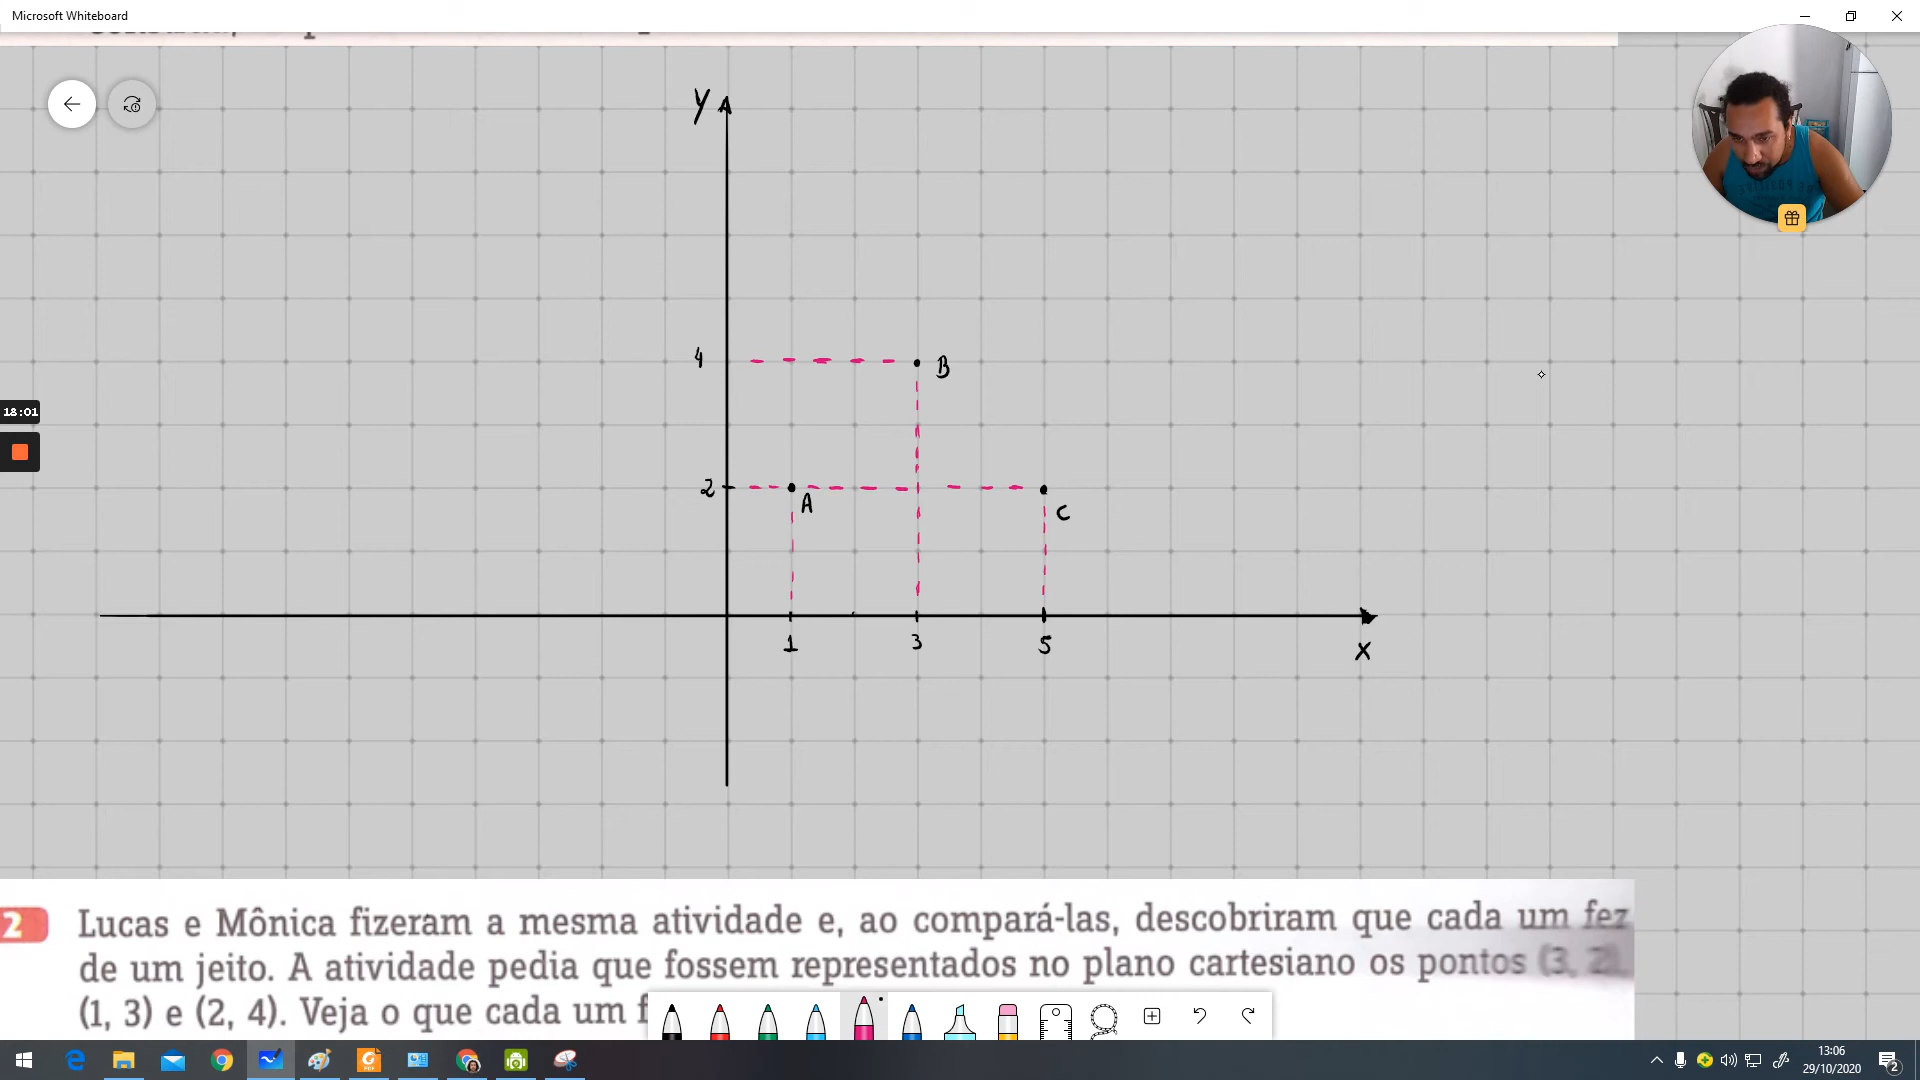 Microsoft Whiteboard
y
4
B
18:01
2
A
C
1
3
5
x
2
Lucas e Mônica fizeram a mesma atividade e, ao compará-las, descobriram que cada um fez
de um jeito. A atividade pedia que fossem representados no plano cartesiano os pontos (3, 2),
(1, 3) e (2, 4). Veja o que cada um f
13:06
29/10/2020
2